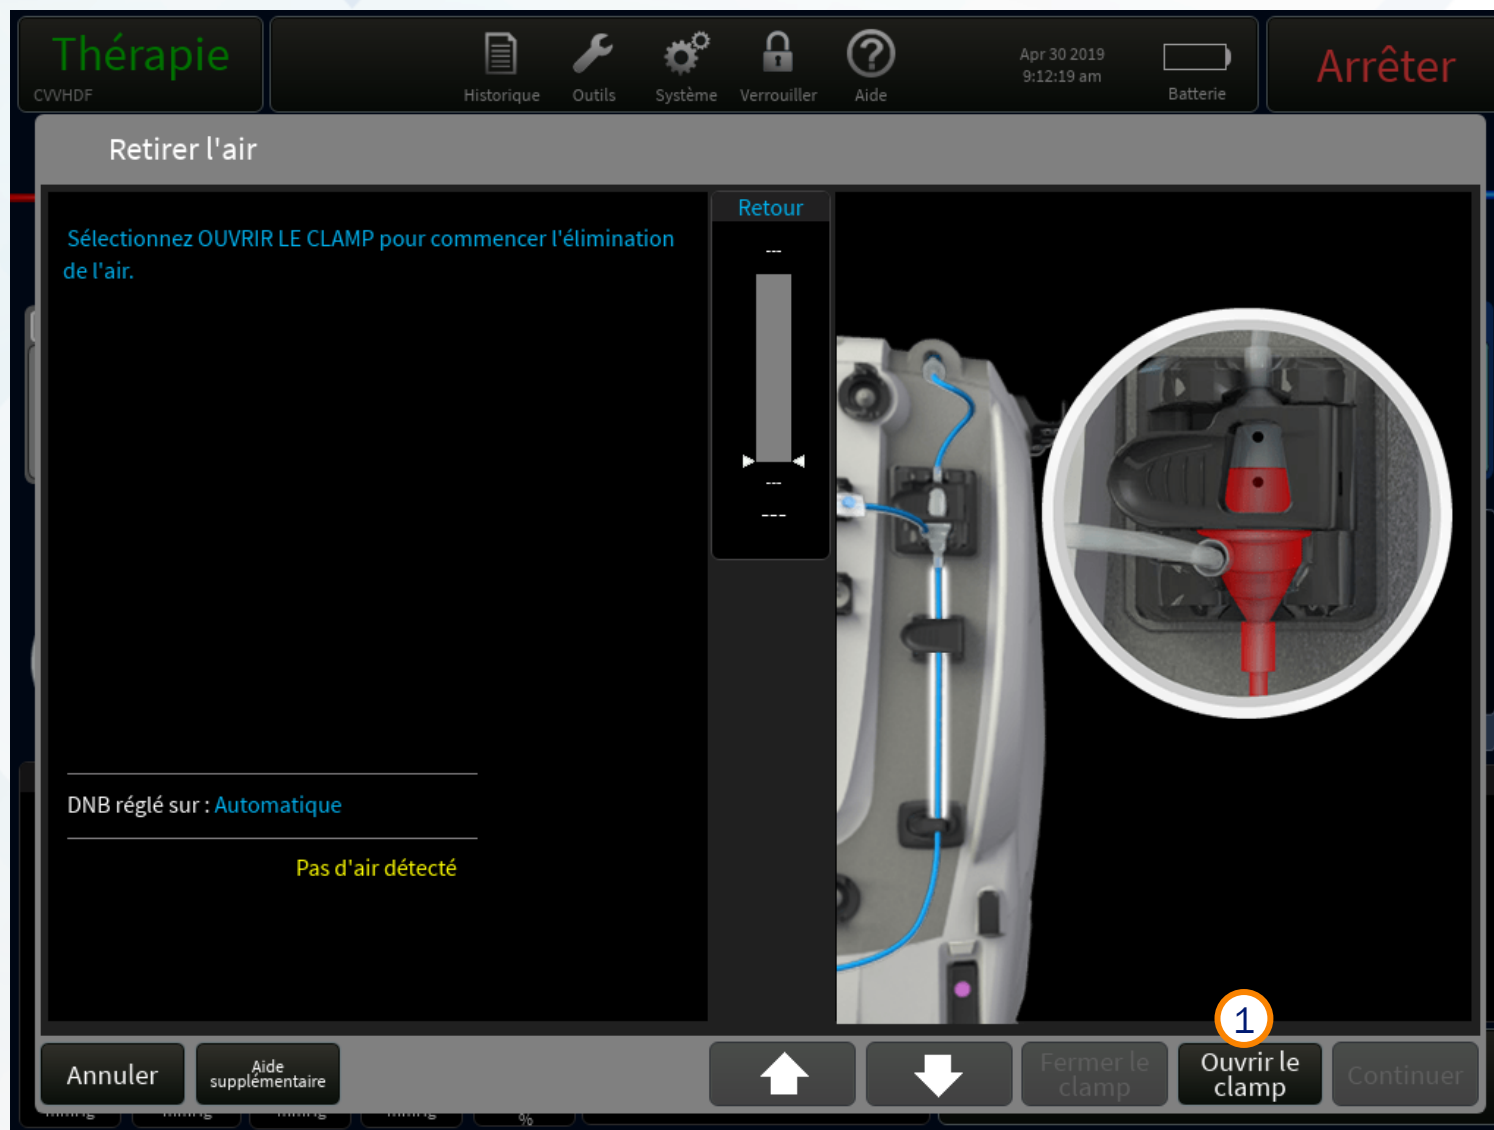 Thérapie
CVVHDF
Historique
Outils
Système
Verrouiller
Aide
Apr 30 2019
9:12:19 am
Batterie
Arrêter
Retirer l'air
Sélectionnez OUVRIR LE CLAMP pour commencer l'élimination
de l'air.
Retour
---
---
---
DNB réglé sur : Automatique
Pas d'air détecté
1
Annuler
Aide
supplémentaire
Fermer le
clamp
Ouvrir le
clamp
Continuer
%